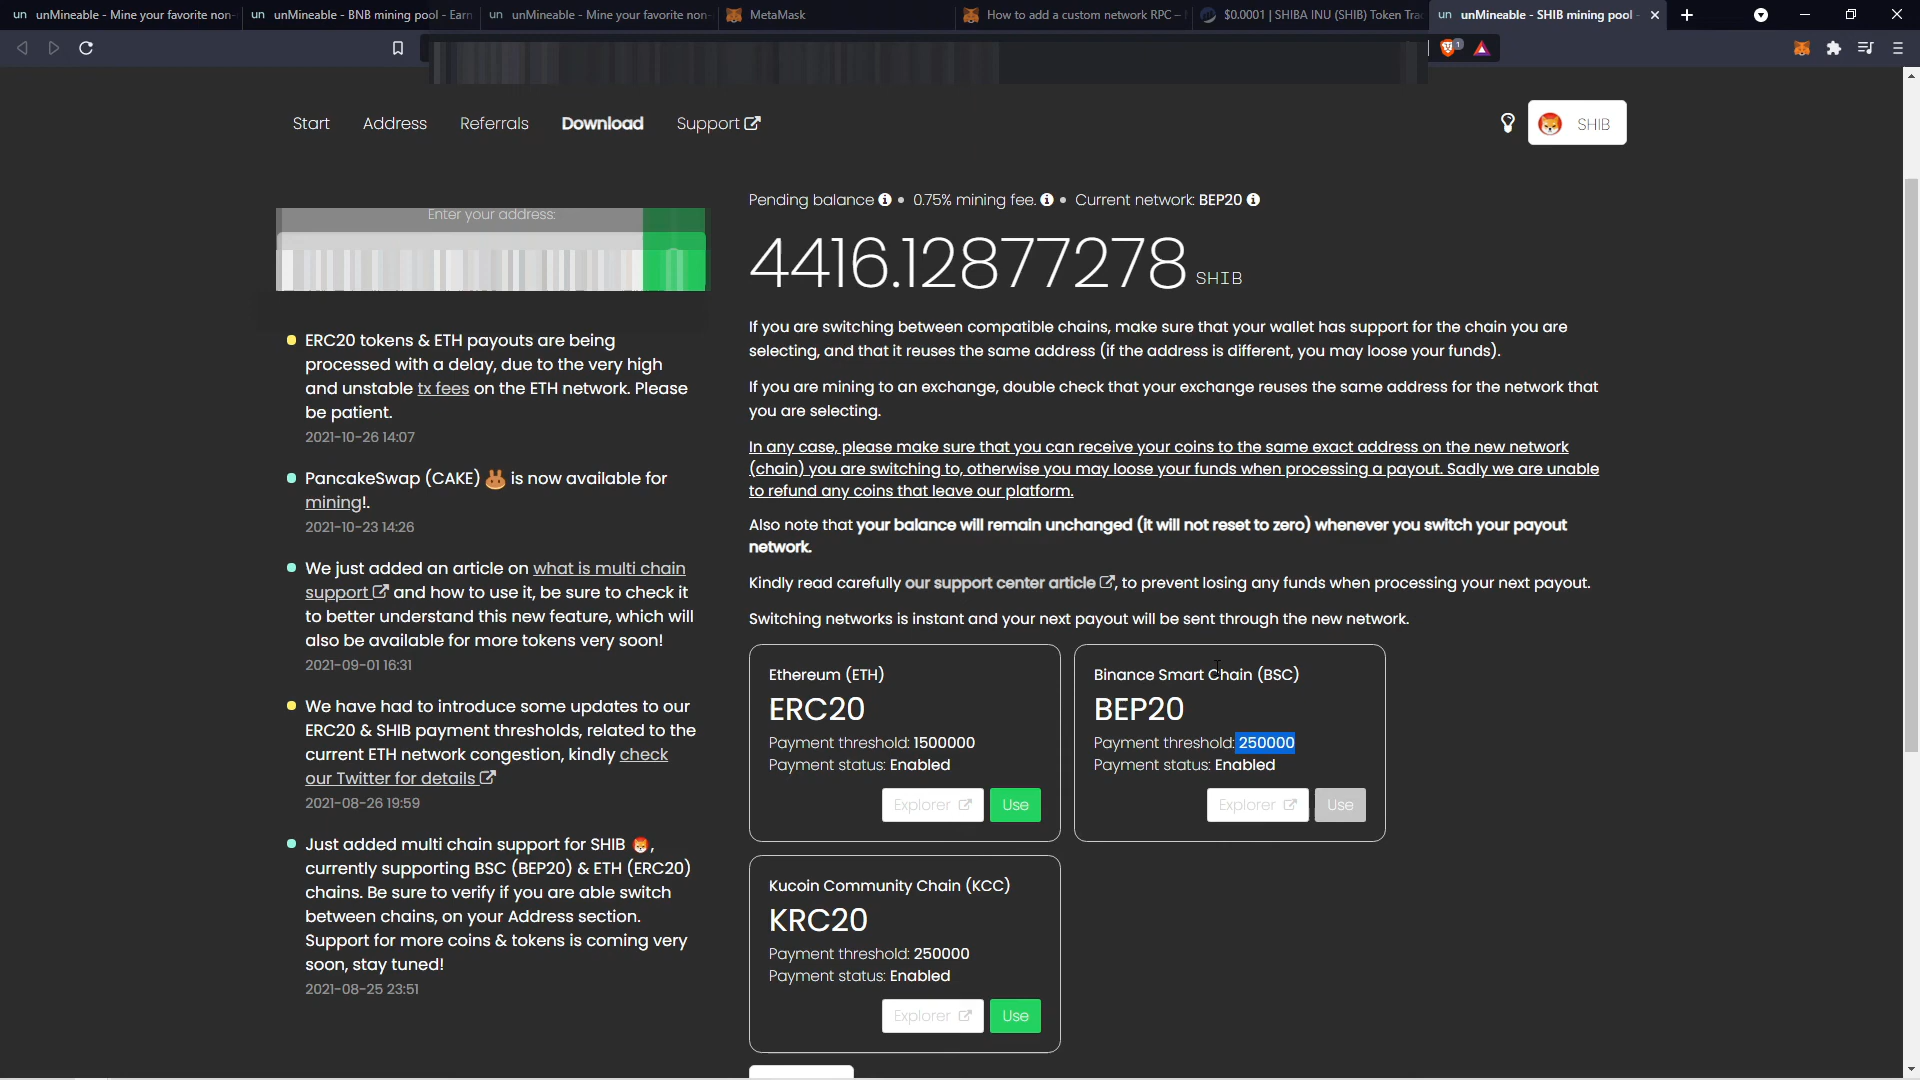 un unMineable - Mine your favorite non-
un unMineable - BNB mining pool - Earn
un unMineable - Mine your favorite non-
MetaMask
How to add a custom network RPC –
$0.0001 | SHIBA INU (SHIB) Token Trac
un unMineable - SHIB mining pool -
1
Start Address Referrals Download Support
SHIB
Enter your address:
ERC20 tokens & ETH payouts are being
processed with a delay, due to the very high
and unstable tx fees on the ETH network. Please
be patient.
2021-10-26 14:07
PancakeSwap (CAKE) is now available for
mining!.
2021-10-23 14:26
We just added an article on what is multi chain
support and how to use it, be sure to check it
to better understand this new feature, which will
also be available for more tokens very soon!
2021-09-01 16:31
We have had to introduce some updates to our
ERC20 & SHIB payment thresholds, related to the
current ETH network congestion, kindly check
our Twitter for details
2021-08-26 19:59
Just added multi chain support for SHIB ,
currently supporting BSC (BEP20) & ETH (ERC20)
chains. Be sure to verify if you are able switch
between chains, on your Address section.
Support for more coins & tokens is coming very
soon, stay tuned!
2021-08-25 23:51
Pending balance • 0.75% mining fee. • Current network: BEP20
4416.12877278 SHIB
If you are switching between compatible chains, make sure that your wallet has support for the chain you are
selecting, and that it reuses the same address (if the address is different, you may loose your funds).
If you are mining to an exchange, double check that your exchange reuses the same address for the network that
you are selecting.
In any case, please make sure that you can receive your coins to the same exact address on the new network
(chain) you are switching to, otherwise you may loose your funds when processing a payout. Sadly we are unable
to refund any coins that leave our platform.
Also note that your balance will remain unchanged (it will not reset to zero) whenever you switch your payout
network.
Kindly read carefully our support center article , to prevent losing any funds when processing your next payout.
Switching networks is instant and your next payout will be sent through the new network.
Ethereum (ETH)
ERC20
Payment threshold: 1500000
Payment status: Enabled
Explorer Use
Binance Smart Chain (BSC)
BEP20
Payment threshold: 250000
Payment status: Enabled
Explorer Use
Kucoin Community Chain (KCC)
KRC20
Payment threshold: 250000
Payment status: Enabled
Explorer Use